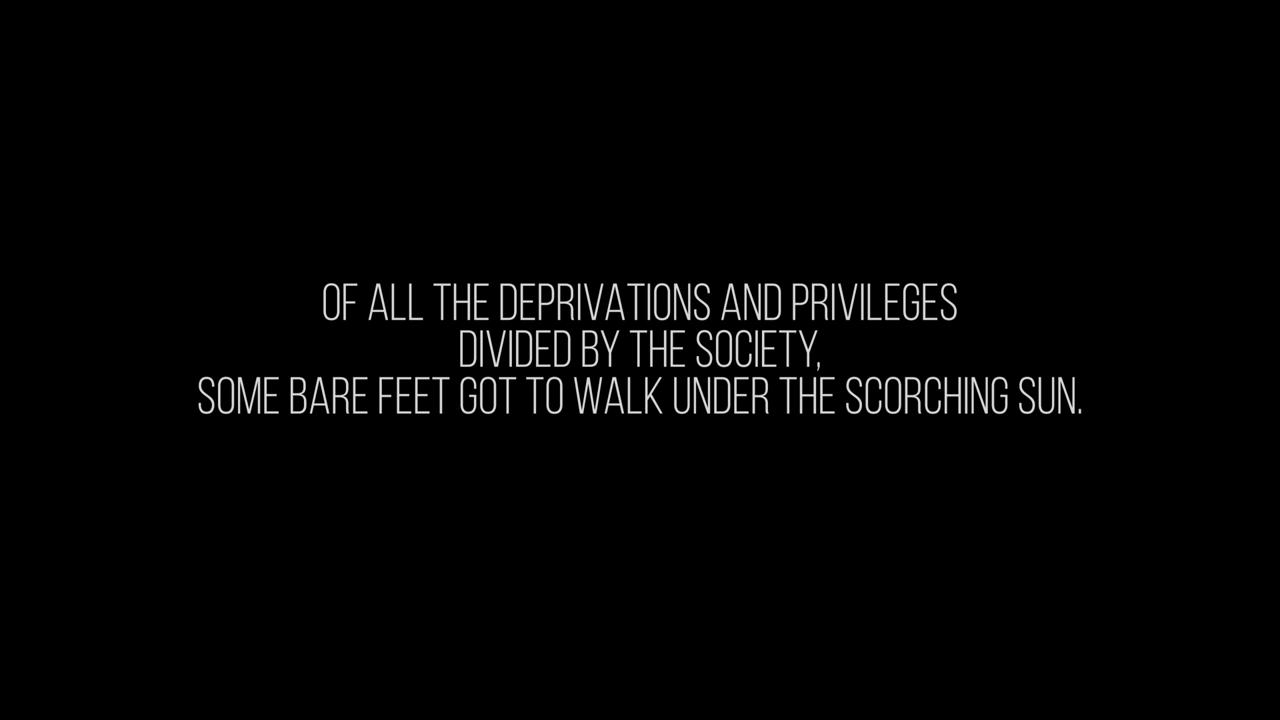 OF ALL THE DEPRIVATIONS AND PRIVILEGES
DIVIDED BY THE SOCIETY,
SOME BARE FEET GOT TO WALK UNDER THE SCORCHING SUN.